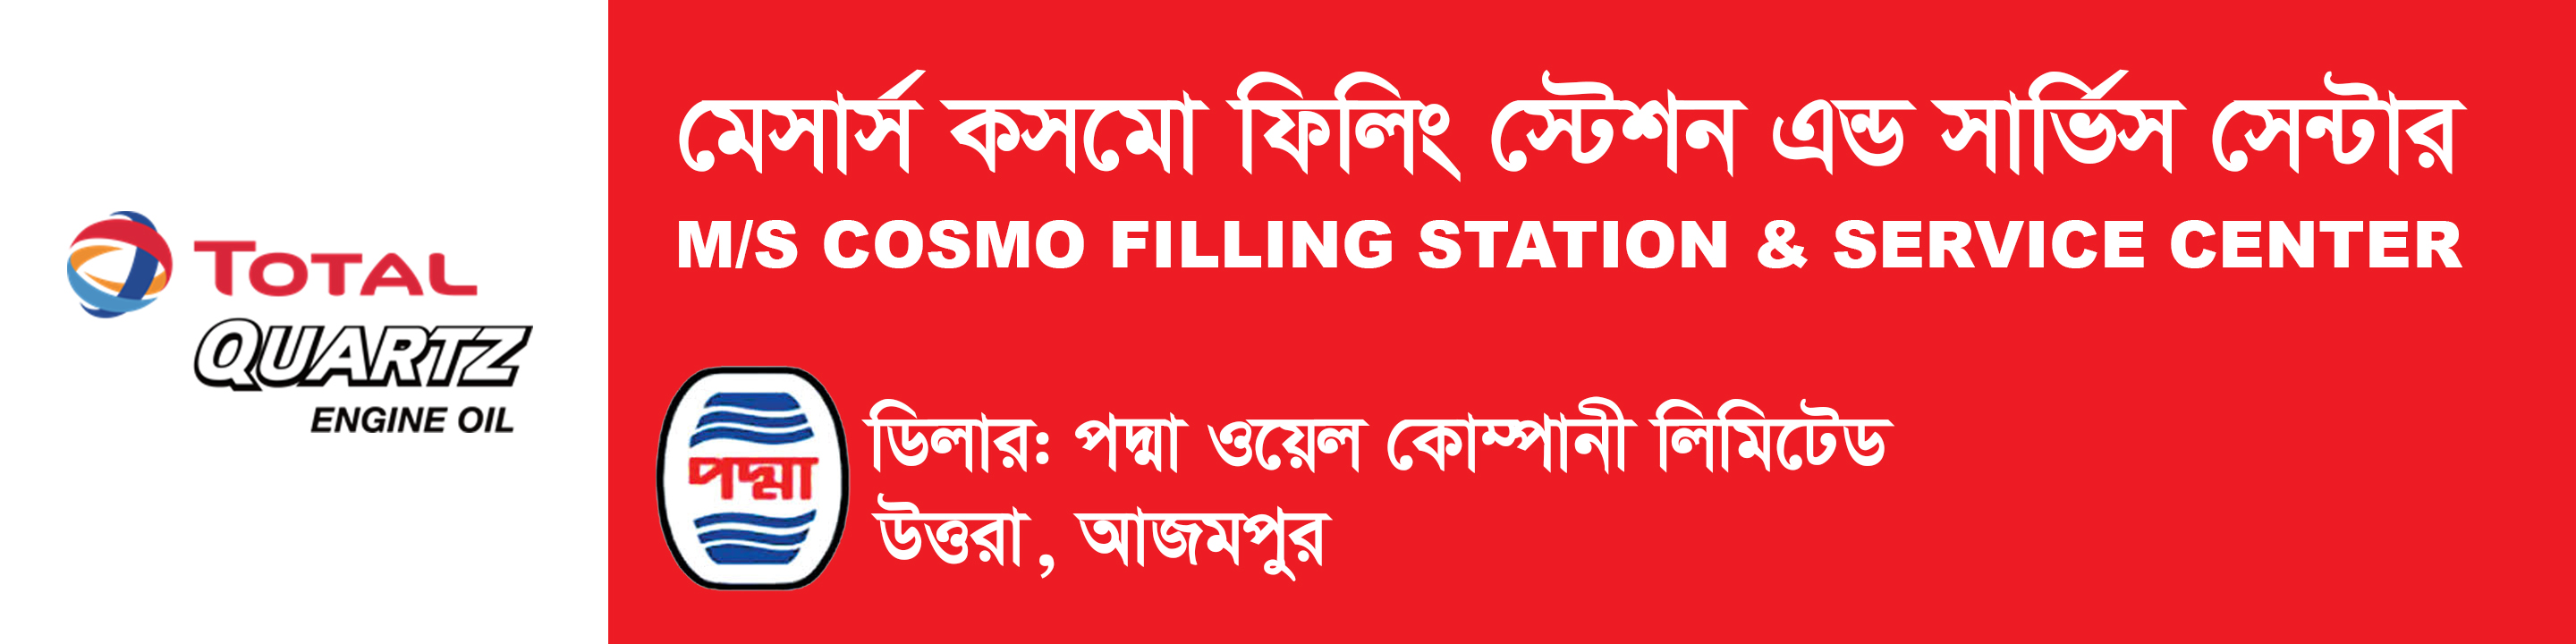 TOTAL
QUARTZ
ENGINE OIL
মেসার্স কসমো ফিলিং স্টেশন এন্ড সার্ভিস সেন্টার
M/S COSMO FILLING STATION & SERVICE CENTER
পদ্মা
ডিলার: পদ্মা ওয়েল কোম্পানী লিমিটেড
উত্তরা, আজমপুর